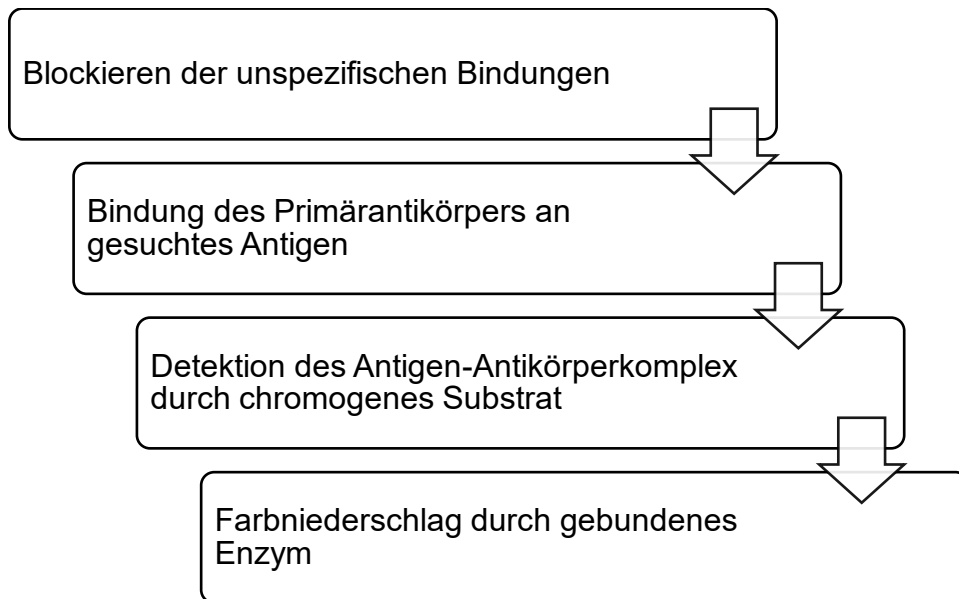 Blockieren der unspezifischen Bindungen
Bindung des Primärantikörpers an
gesuchtes Antigen
Detektion des Antigen-Antikörperkomplex
durch chromogenes Substrat
Farbniederschlag durch gebundenes
Enzym